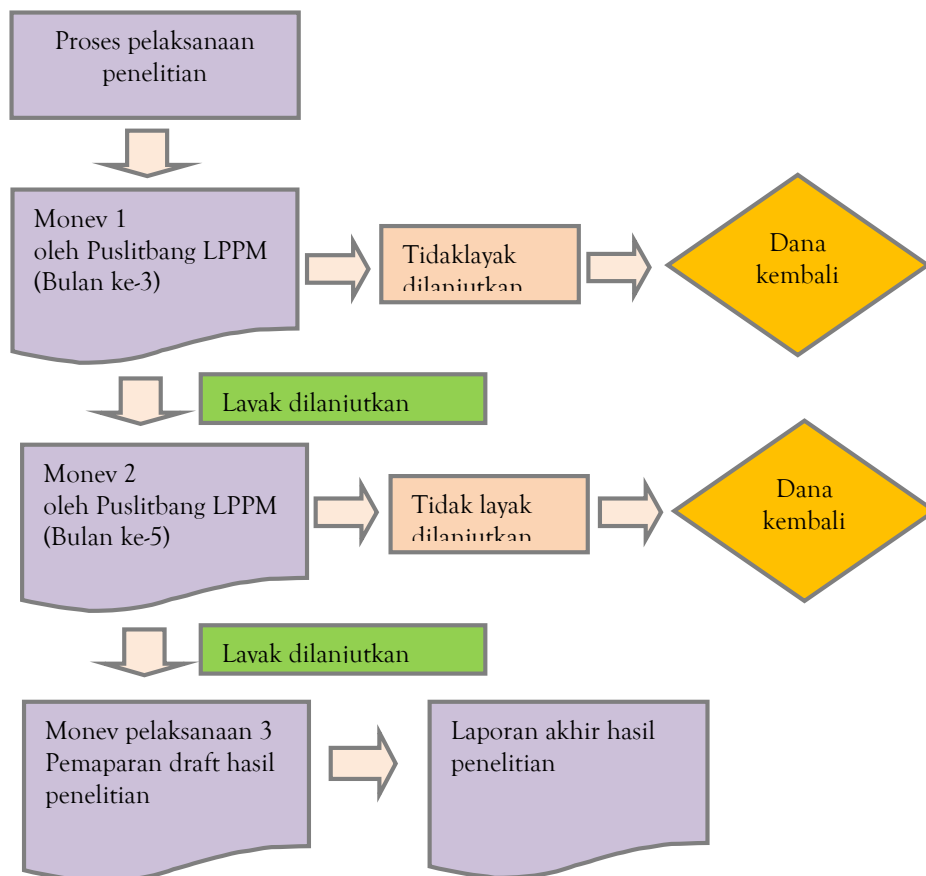 Proses pelaksanaan
penelitian
Monev 1
oleh Puslitbang LPPM
(Bulan ke-3)
Tidaklayak
dilanjutkan
Dana
kembali
Layak dilanjutkan
Monev 2
oleh Puslitbang LPPM
(Bulan ke-5)
Tidak layak
dilanjutkan
Dana
kembali
Layak dilanjutkan
Monev pelaksanaan 3
Pemaparan draft hasil
penelitian
Laporan akhir hasil
penelitian